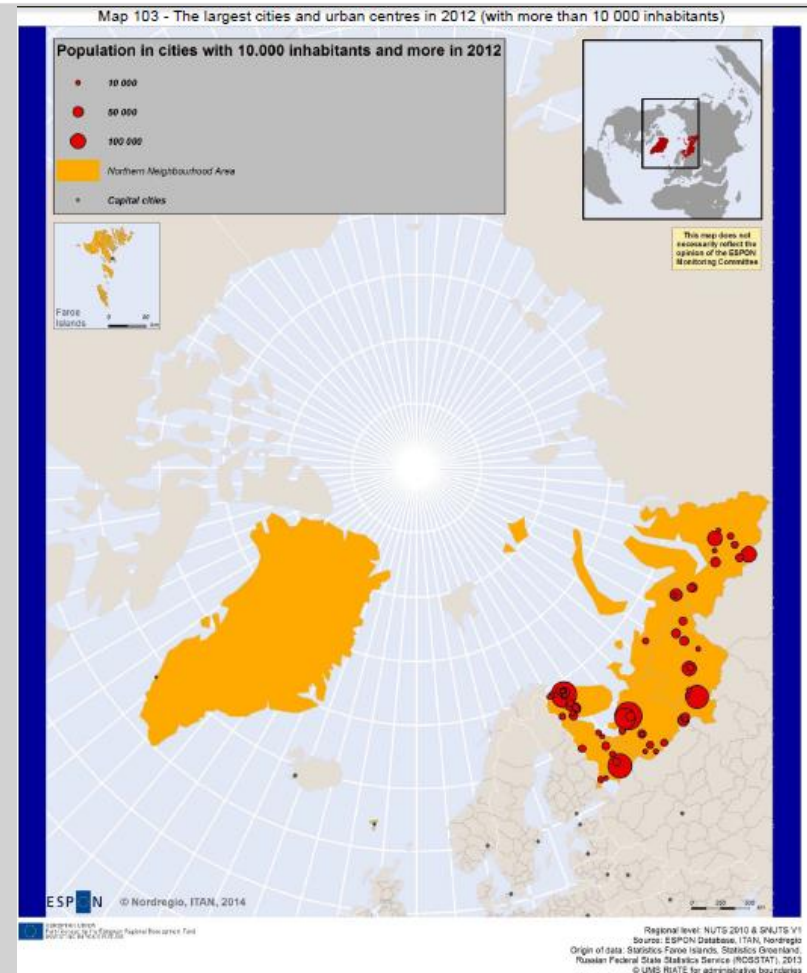 Map 103 - The largest cities and urban centres in 2012 (with more than 10 000 inhabitants)
Population in cities with 10.000 inhabitants and more in 2012
10 000
50 000
100 000
Northern Neighbourhood Area
Capital cities
This map does not
necessarily reflect the
opinion of the ESPON
Monitoring Committee
Faroe
Islands
ESPON
© Nordregio, ITAN, 2014
Regional level: NUTS 2010 & SNUTS V1
Source: ESPON Database, ITAN, Nordregio
Origin of data: Statistics Faroe Islands, Statistics Greenland,
Russian Federal State Statistics Service (ROSSTAT), 2013
© UMS RIATE for administrative boundaries